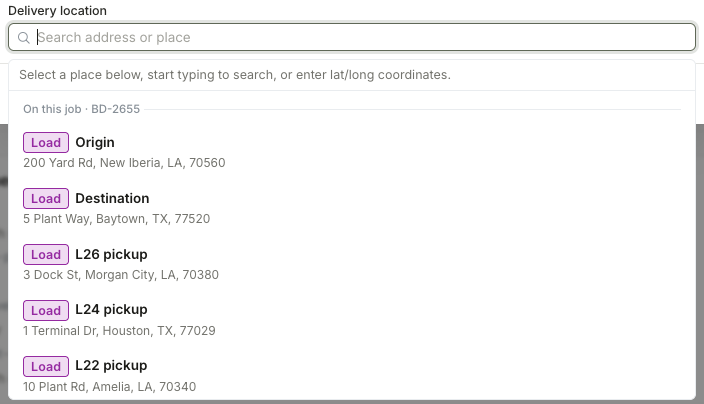 Delivery location
Search address or place
Select a place below, start typing to search, or enter lat/long coordinates.
On this job · BD-2655
Load Origin
200 Yard Rd, New Iberia, LA, 70560
Load Destination
5 Plant Way, Baytown, TX, 77520
Load L26 pickup
3 Dock St, Morgan City, LA, 70380
Load L24 pickup
1 Terminal Dr, Houston, TX, 77029
Load L22 pickup
10 Plant Rd, Amelia, LA, 70340